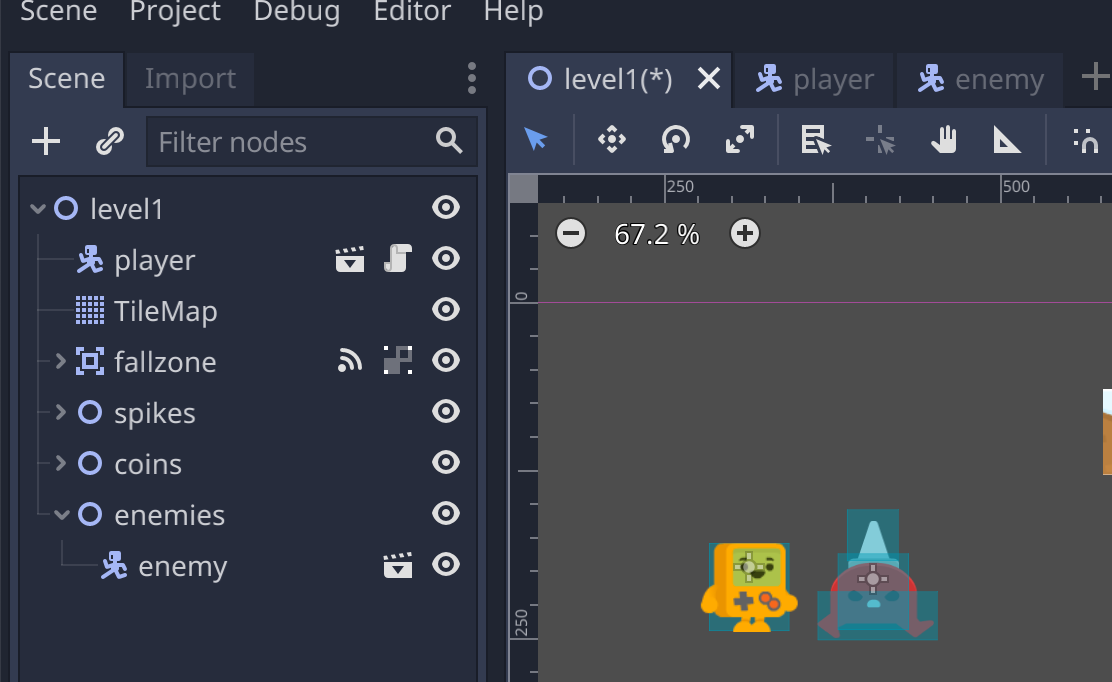 Scene Project Debug Editor Help
Scene Import
level1(*) player enemy
Filter nodes
250 500
67.2 %
level1
player
TileMap
fallzone
spikes
coins
enemies
enemy
0
250